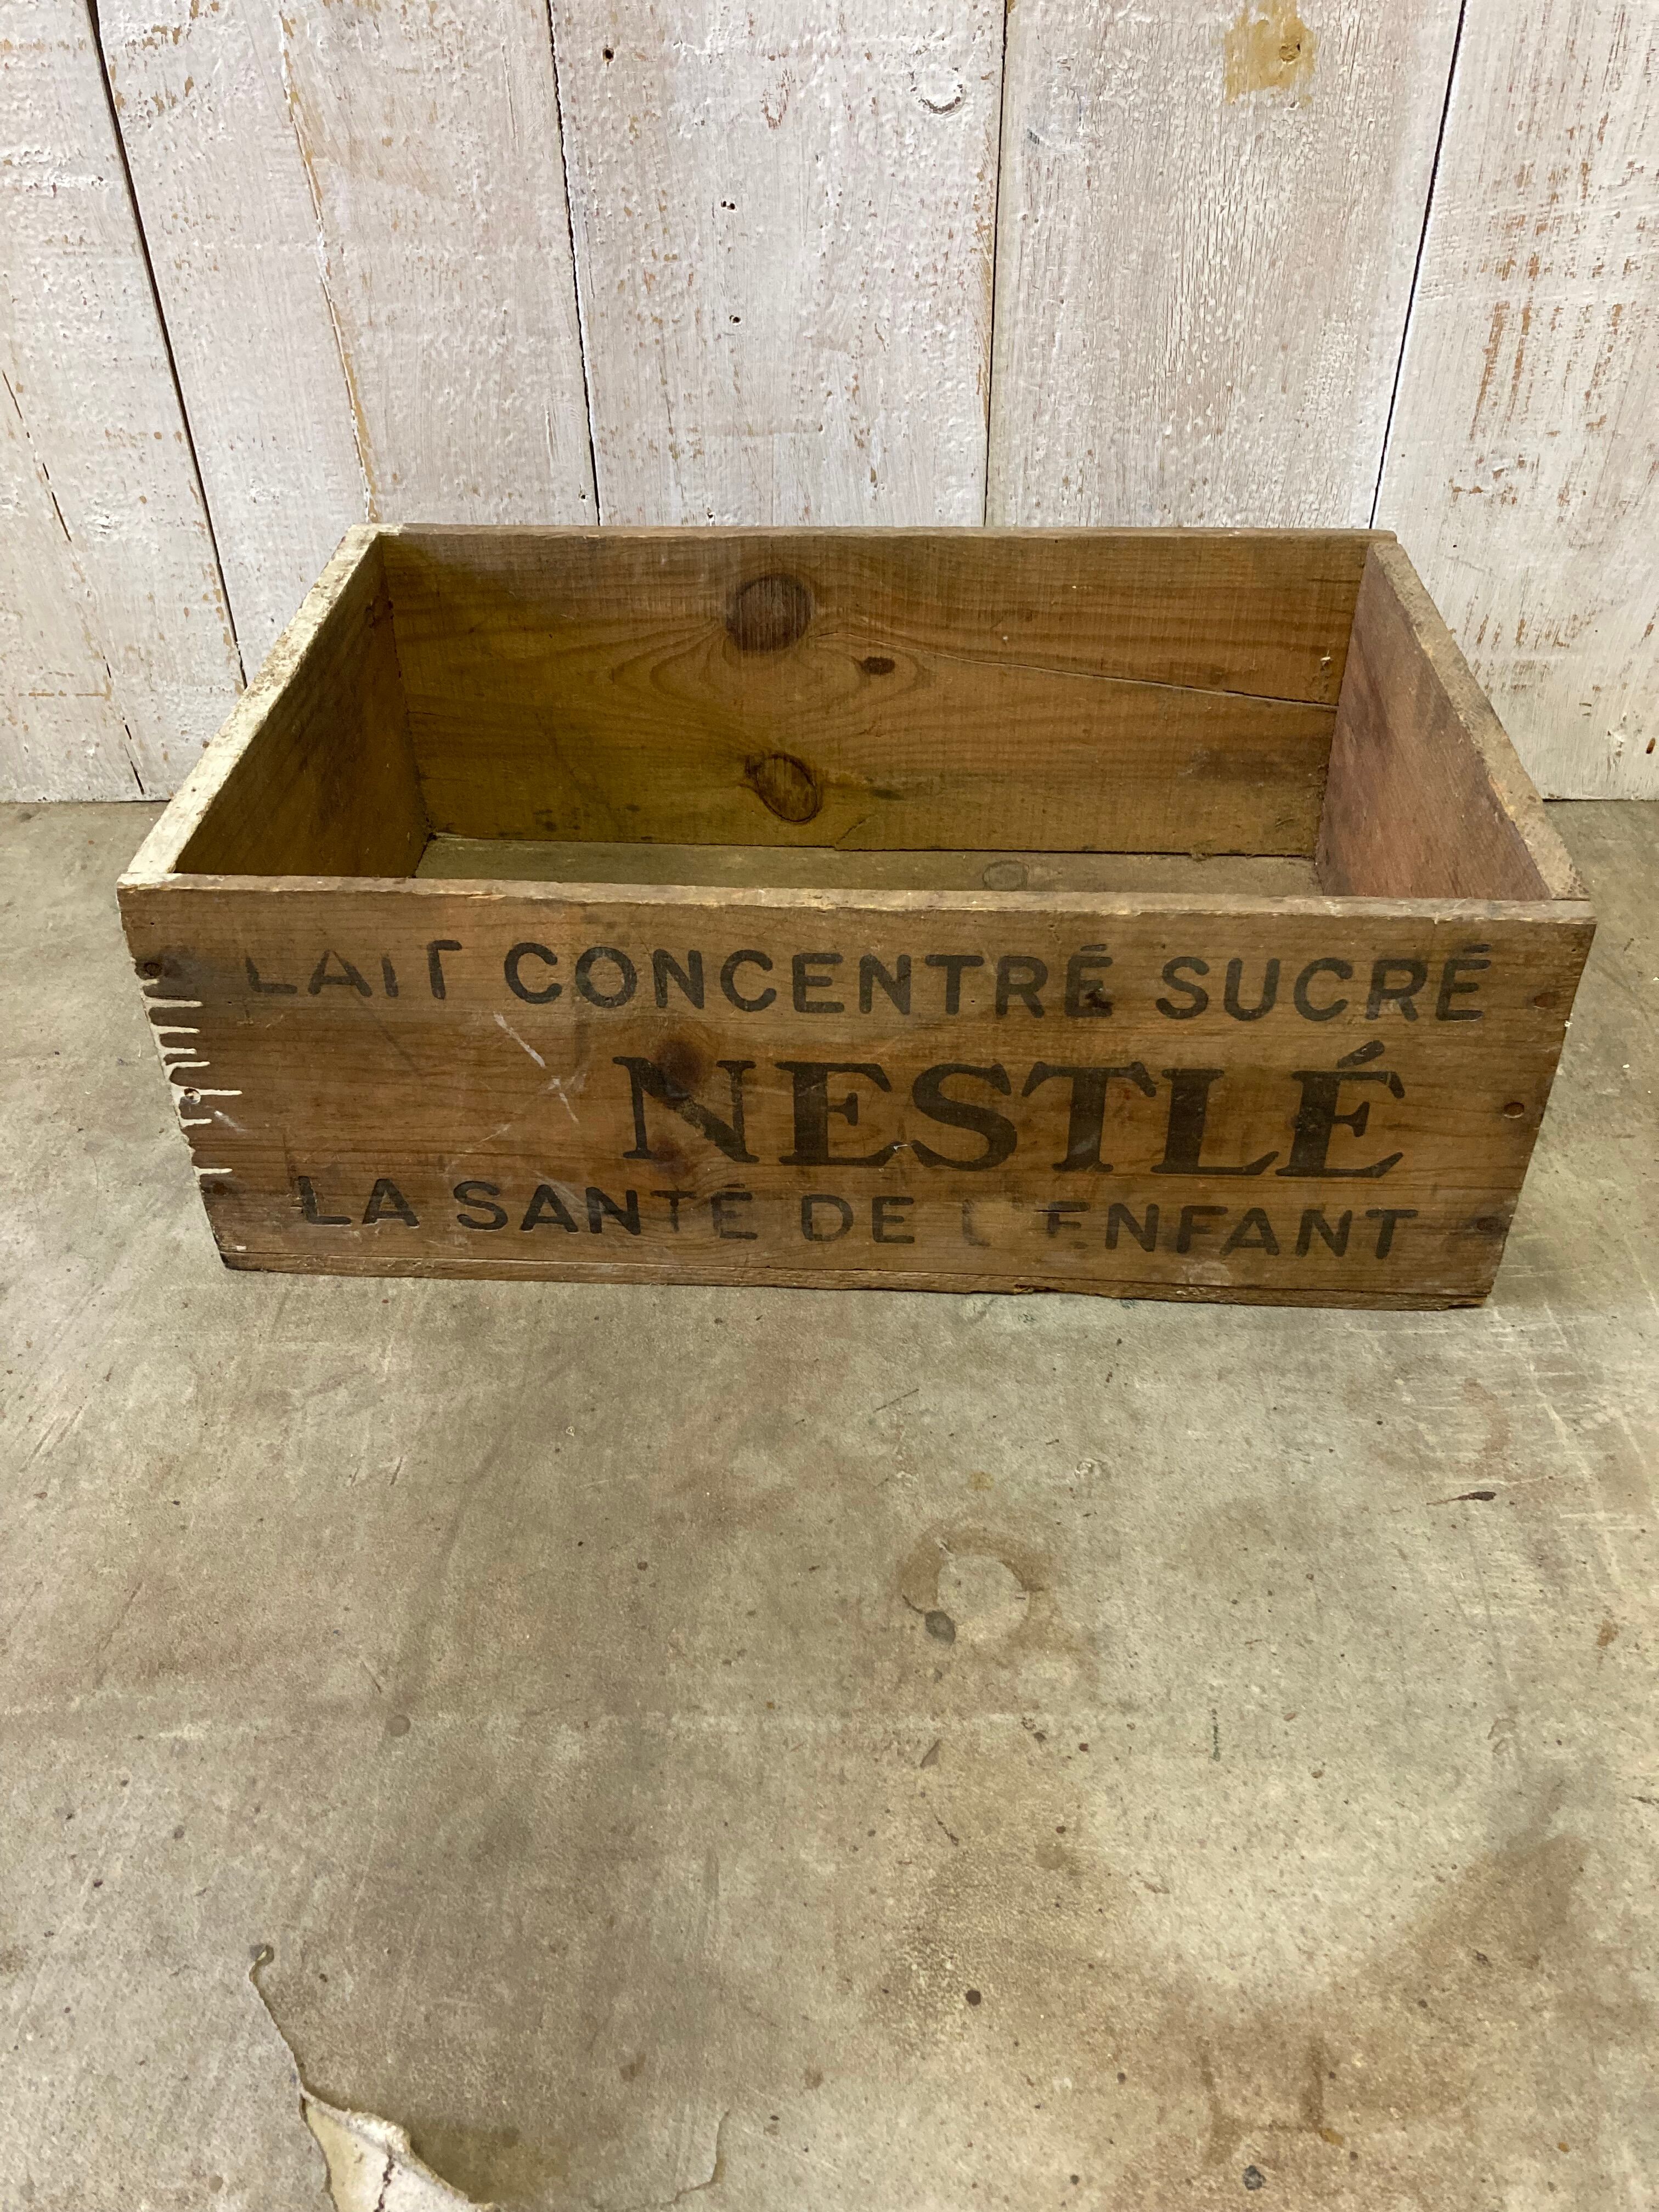 LAIT CONCENTRÉ SUCRÉ
NESTLÉ
LA SANTÉ DE L'ENFANT